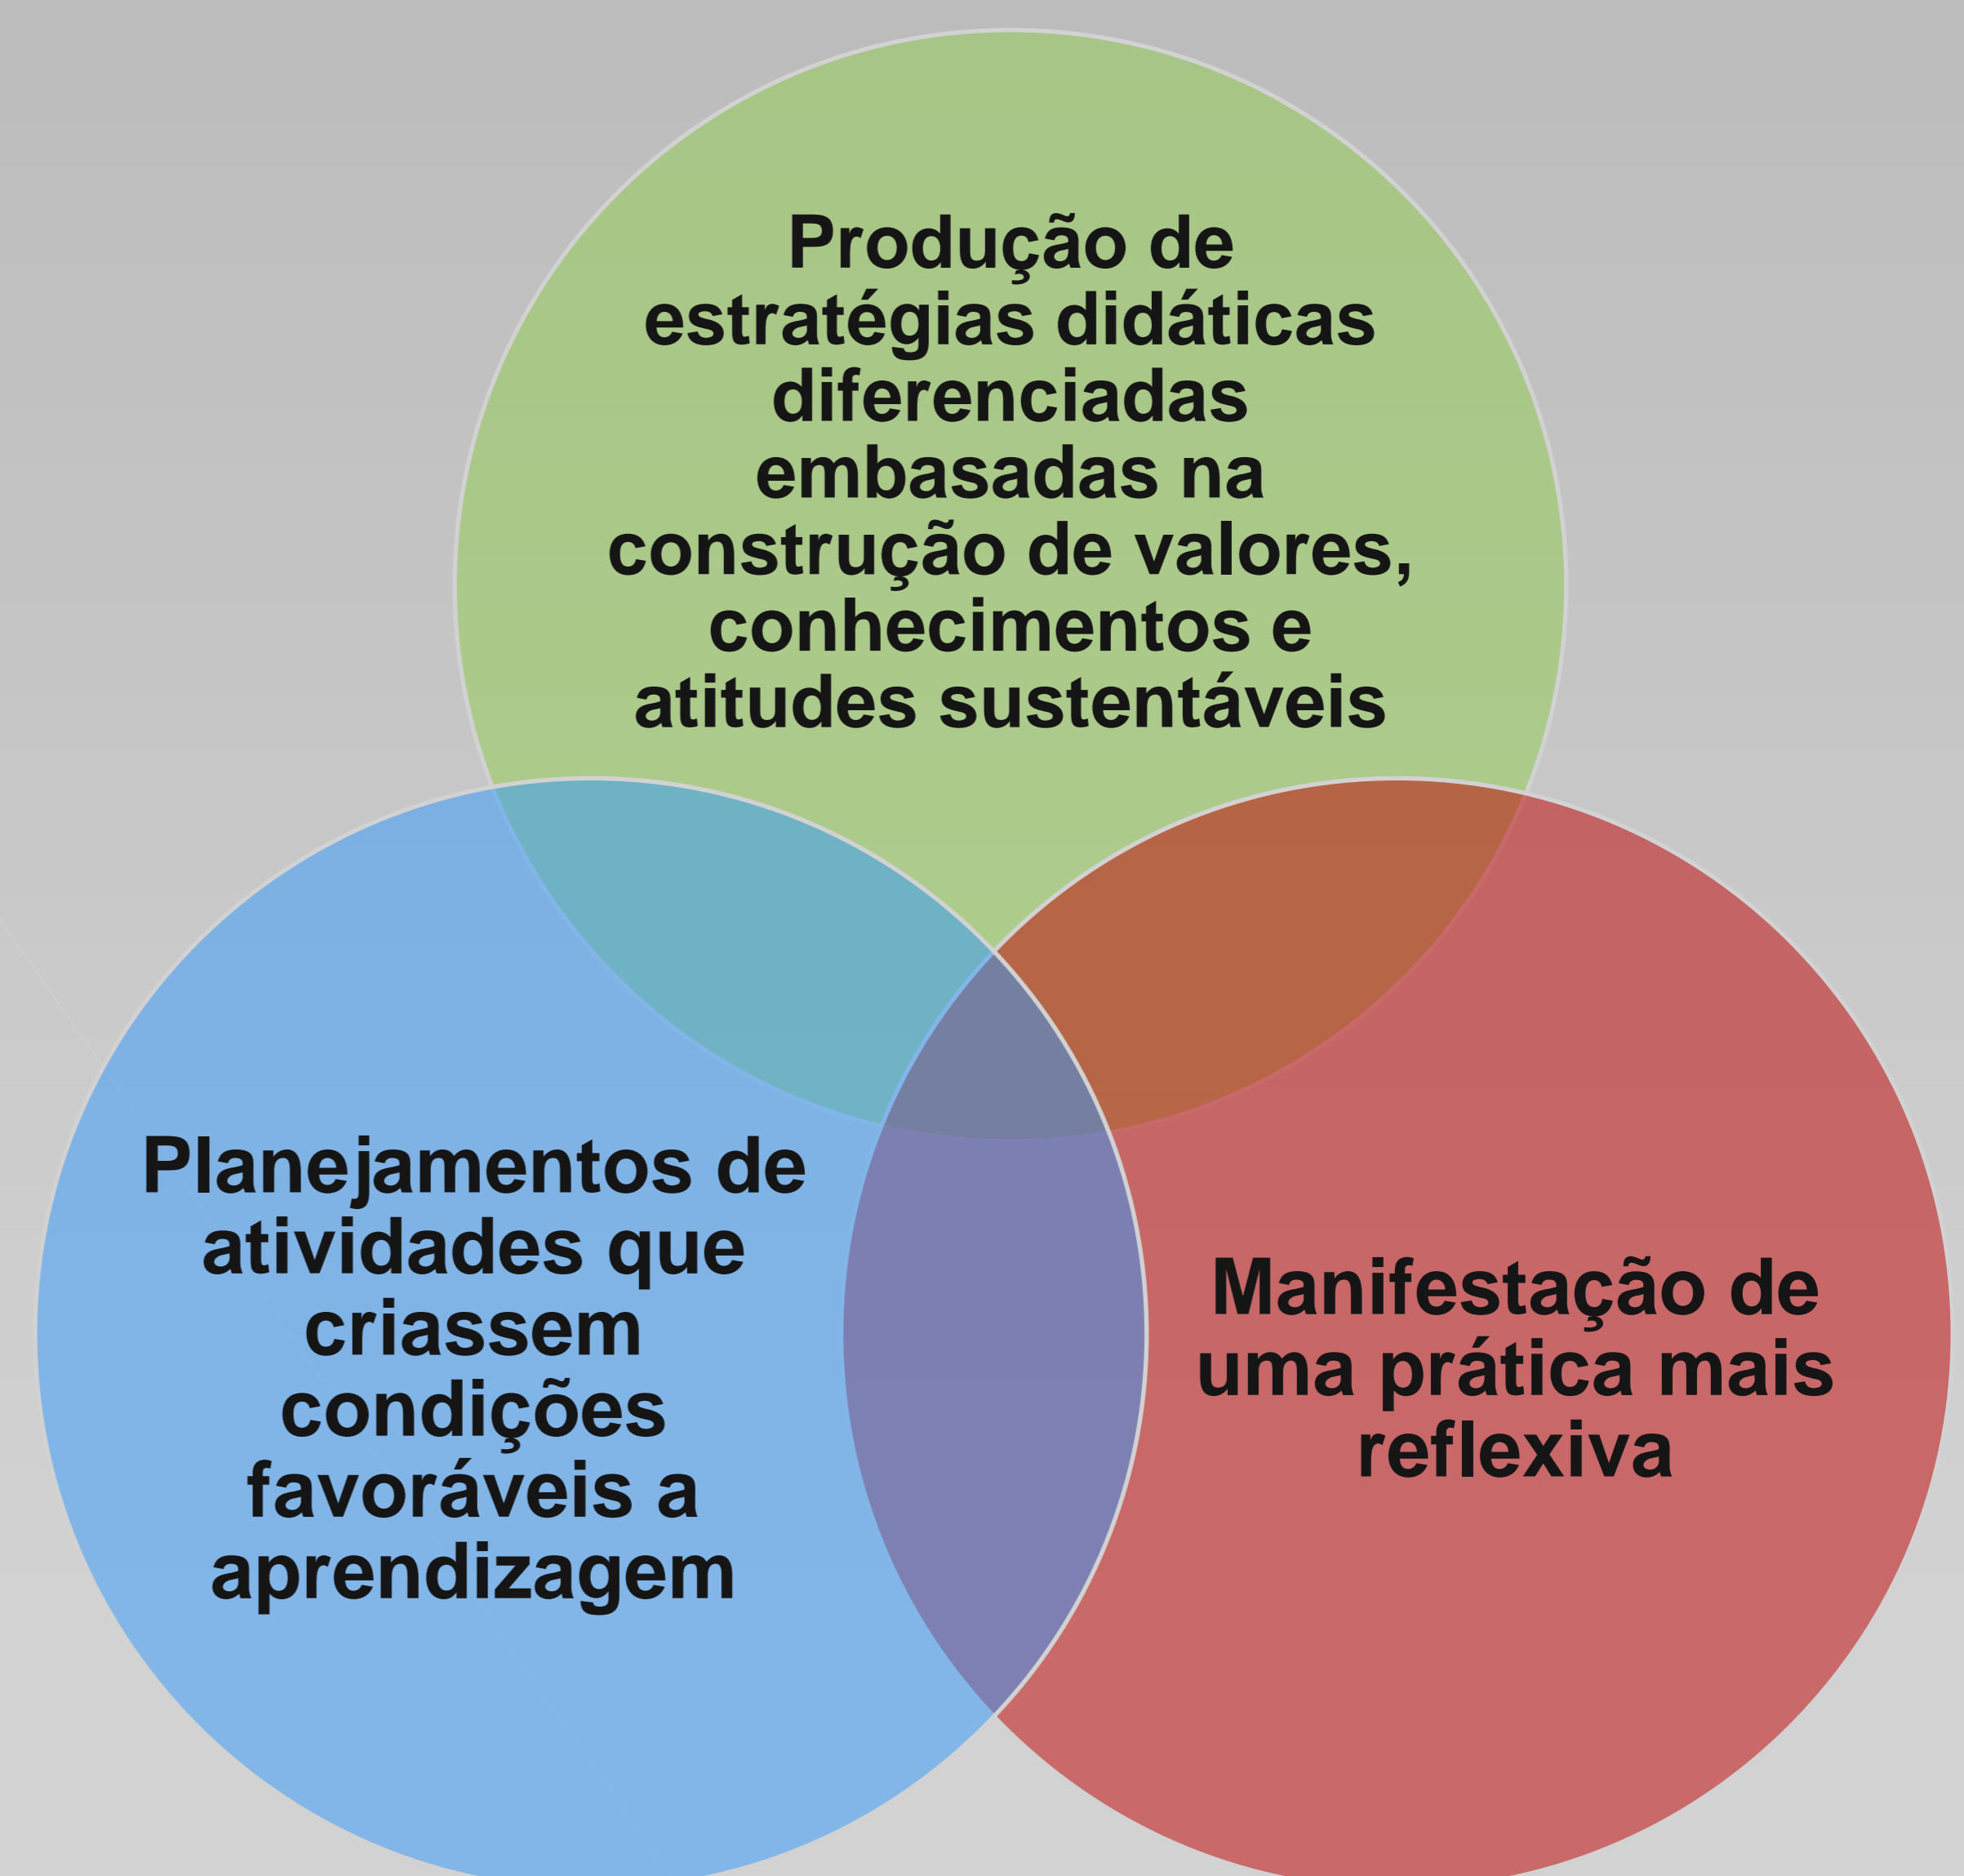 Produção de
estratégias didáticas
diferenciadas
embasadas na
construção de valores,
conhecimentos e
atitudes sustentáveis
Planejamentos de
atividades que
criassem
condições
favoráveis a
aprendizagem
Manifestação de
uma prática mais
reflexiva